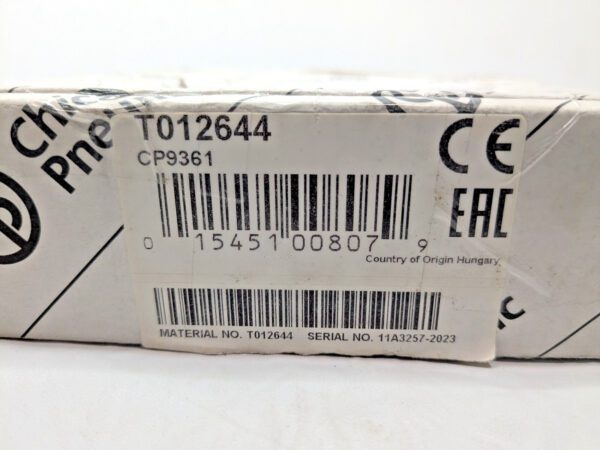 T012644
CP9361
CE
EAC
0 15451 00807 9
Country of Origin Hungary
MATERIAL NO. T012644 SERIAL NO. 11A3257-2023